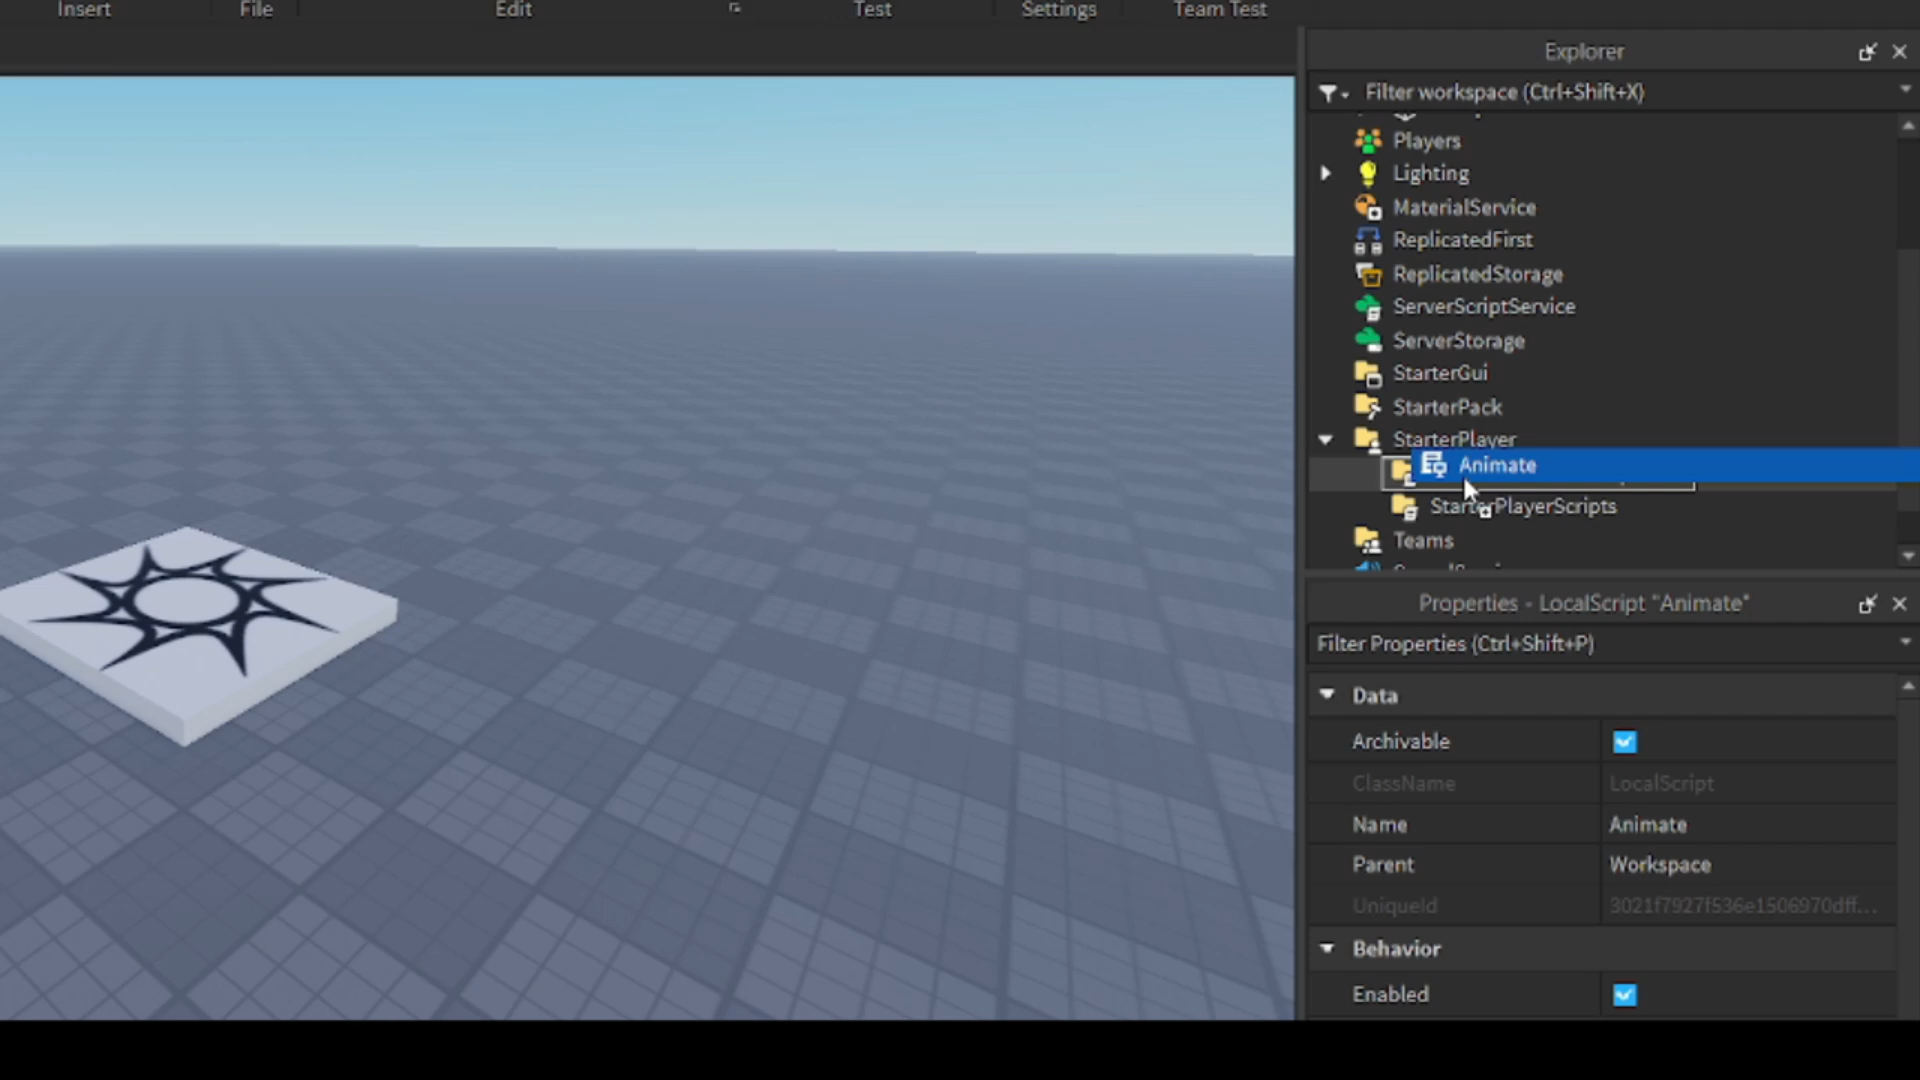 Insert File Edit Test Settings Team Test
Explorer
Filter workspace (Ctrl+Shift+X)
Players
Lighting
MaterialService
ReplicatedFirst
ReplicatedStorage
ServerScriptService
ServerStorage
StarterGui
StarterPack
StarterPlayer
Animate
StarterPlayerScripts
Teams
Properties - LocalScript "Animate"
Filter Properties (Ctrl+Shift+P)
Data
Archivable
ClassName LocalScript
Name Animate
Parent Workspace
UniqueId 3021f7927f536e1506970dff...
Behavior
Enabled